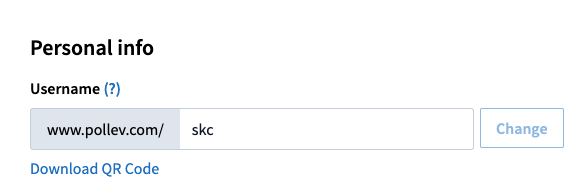 Personal info
Username (?)
www.pollev.com/ skc Change
Download QR Code